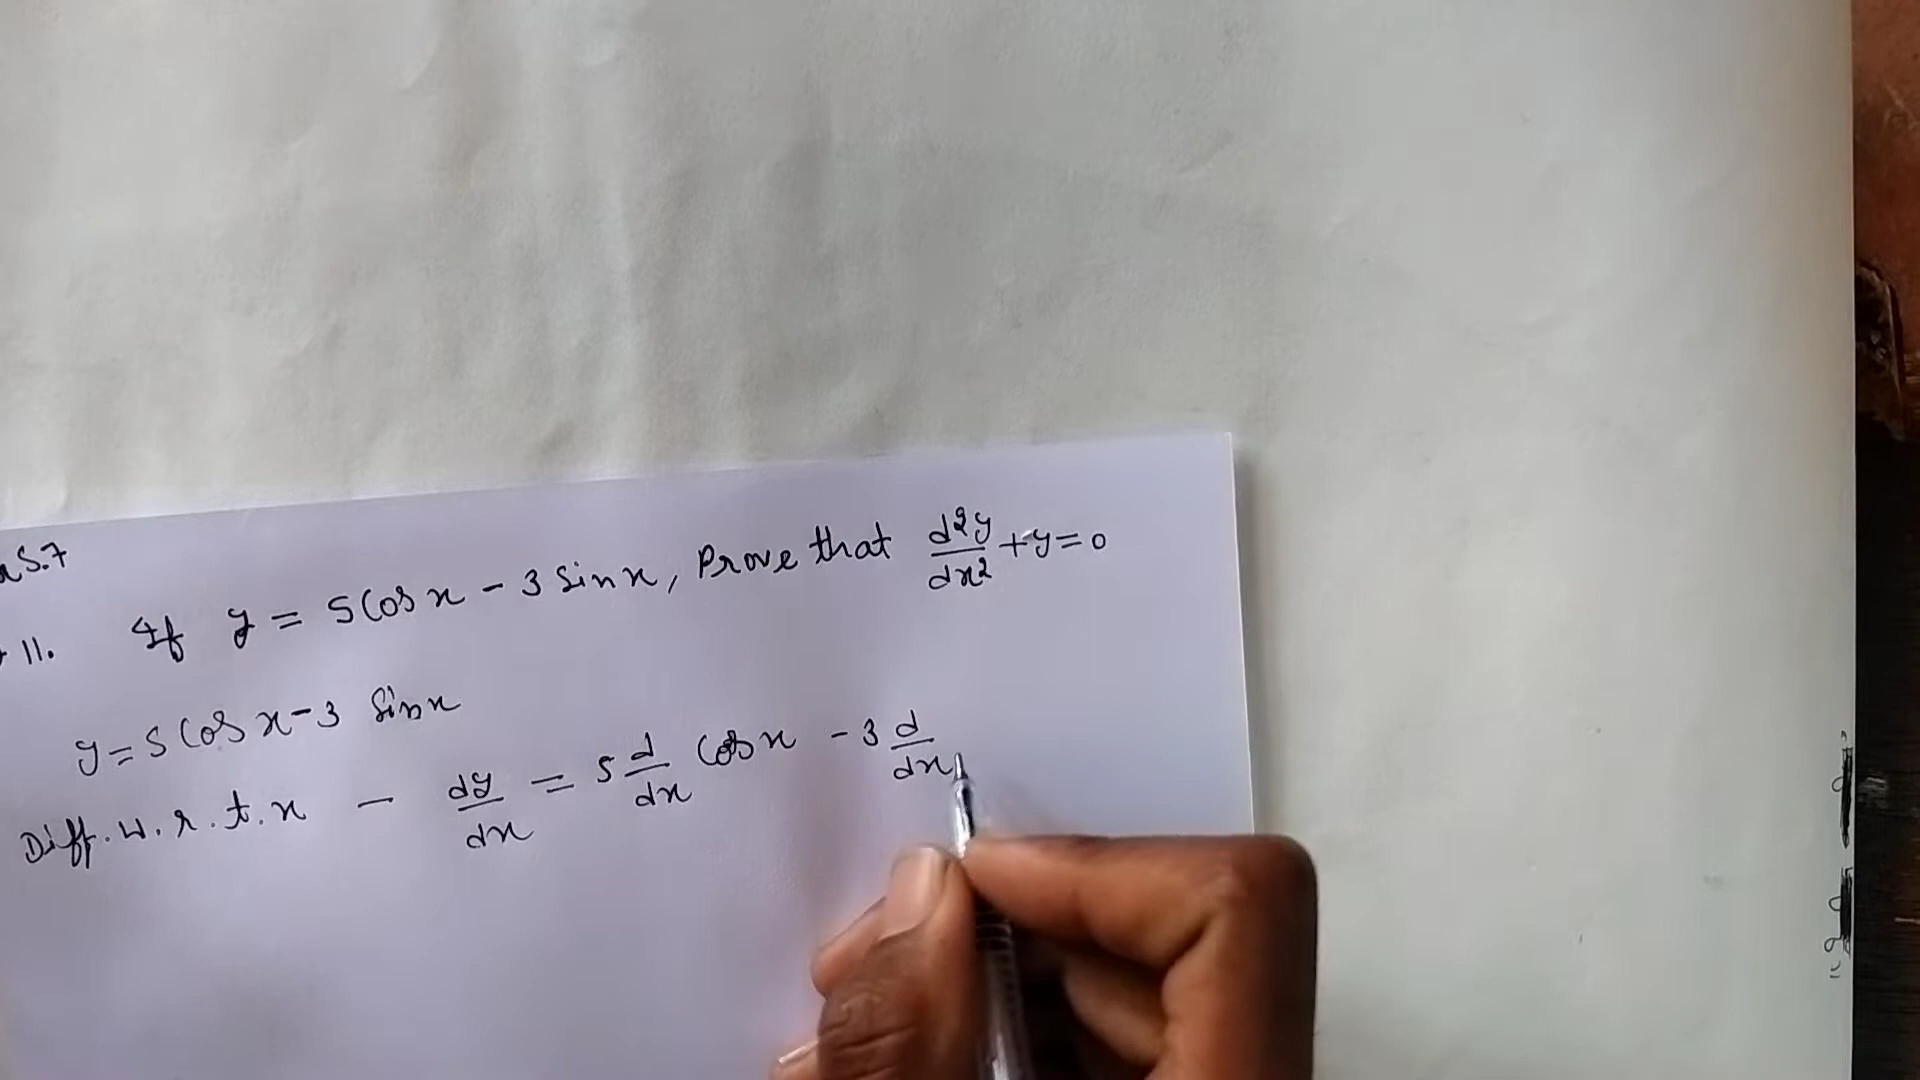 5.7
11. If y = 5 Cos x - 3 Sin x, Prove that d²y/dx² + y = 0
y = 5 Cos x - 3 Sin x
Diff. w.r.t. x - dy/dx = 5 d/dx Cos x - 3 d/dx